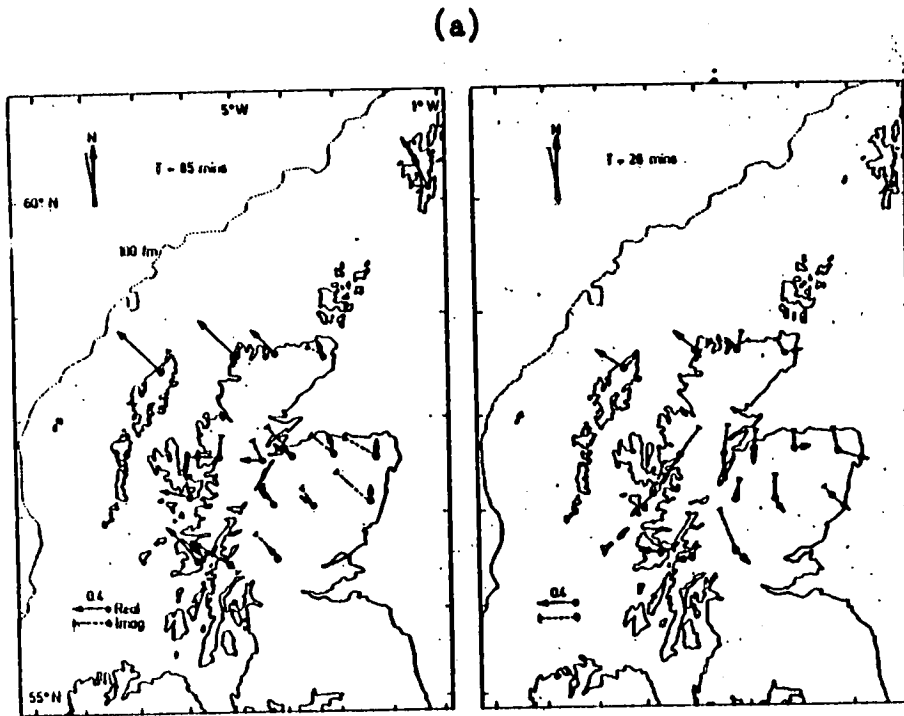 (a)
5° W
1° W
N
T = 85 mins
60° N
100 fm
0.4
Real
Imag
55° N
N
T = 28 mins
0.4